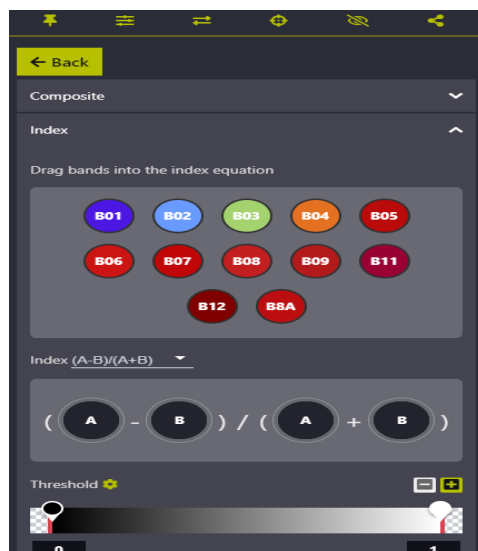 ← Back
Composite
Index
Drag bands into the index equation
B01 B02 B03 B04 B05
B06 B07 B08 B09 B11
B12 B8A
Index (A-B)/(A+B)
( A - B ) / ( A + B )
Threshold
0 1